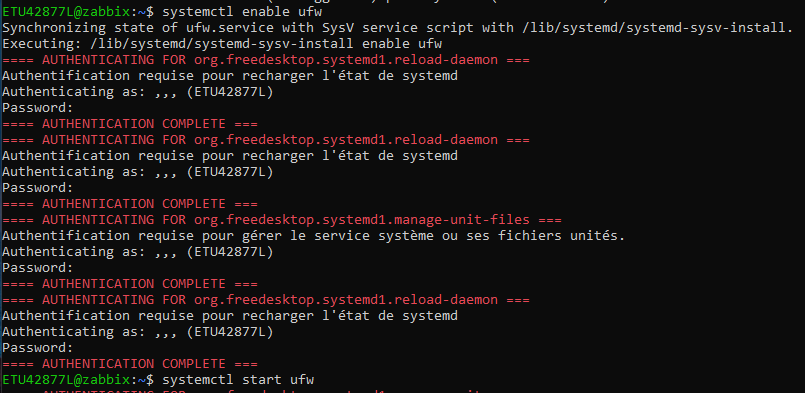 ETU42877L@zabbix:~$ systemctl enable ufw
Synchronizing state of ufw.service with SysV service script with /lib/systemd/systemd-sysv-install.
Executing: /lib/systemd/systemd-sysv-install enable ufw
==== AUTHENTICATING FOR org.freedesktop.systemd1.reload-daemon ===
Authentification requise pour recharger l'état de systemd
Authenticating as: ,,, (ETU42877L)
Password:
==== AUTHENTICATION COMPLETE ===
==== AUTHENTICATING FOR org.freedesktop.systemd1.reload-daemon ===
Authentification requise pour recharger l'état de systemd
Authenticating as: ,,, (ETU42877L)
Password:
==== AUTHENTICATION COMPLETE ===
==== AUTHENTICATING FOR org.freedesktop.systemd1.manage-unit-files ===
Authentification requise pour gérer le service système ou ses fichiers unités.
Authenticating as: ,,, (ETU42877L)
Password:
==== AUTHENTICATION COMPLETE ===
==== AUTHENTICATING FOR org.freedesktop.systemd1.reload-daemon ===
Authentification requise pour recharger l'état de systemd
Authenticating as: ,,, (ETU42877L)
Password:
==== AUTHENTICATION COMPLETE ===
ETU42877L@zabbix:~$ systemctl start ufw